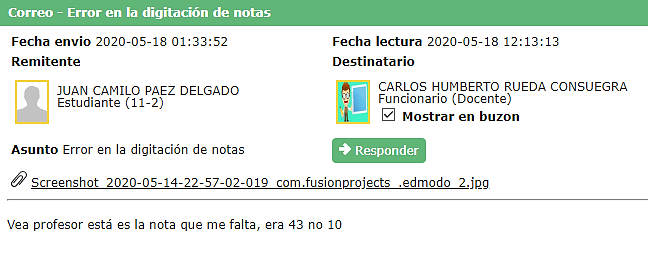 Correo - Error en la digitación de notas
Fecha envio 2020-05-18 01:33:52 Fecha lectura 2020-05-18 12:13:13
Remitente Destinatario
JUAN CAMILO PAEZ DELGADO
Estudiante (11-2)
CARLOS HUMBERTO RUEDA CONSUEGRA
Funcionario (Docente)
Mostrar en buzon
Asunto Error en la digitación de notas
Responder
Screenshot_2020-05-14-22-57-02-019_com.fusionprojects_.edmodo_2.jpg
Vea profesor está es la nota que me falta, era 43 no 10